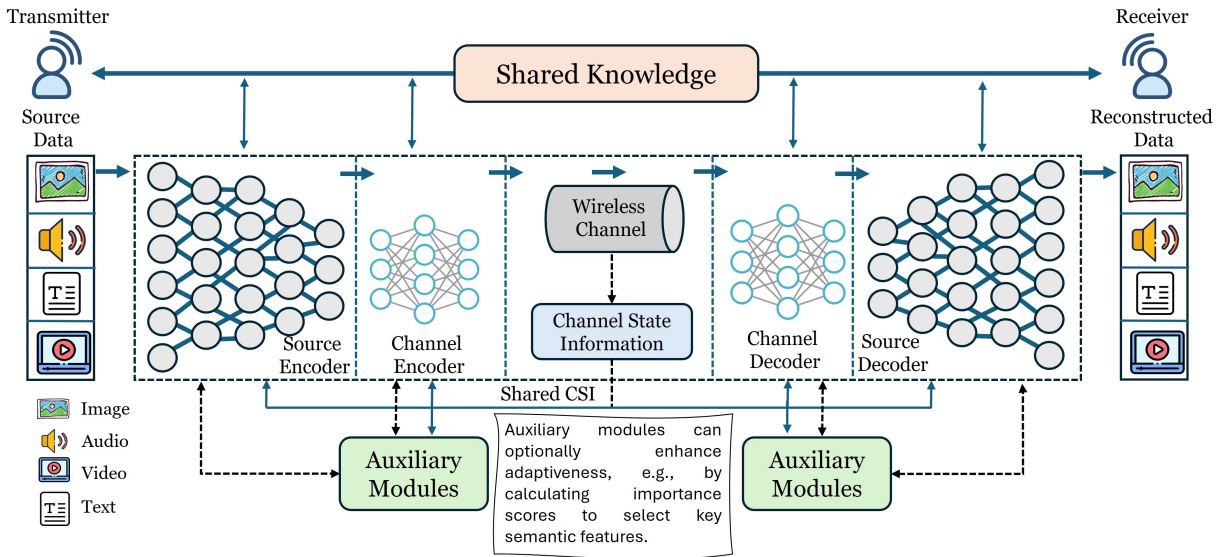 Transmitter
Receiver
Shared Knowledge
Source
Data
Reconstructed
Data
Wireless
Channel
Channel State
Information
Source
Encoder
Channel
Encoder
Channel
Decoder
Source
Decoder
T
Shared CSI
Image
Audio
Video
Text
Auxiliary
Modules
Auxiliary modules can
optionally enhance
adaptiveness, e.g., by
calculating importance
scores to select key
semantic features.
Auxiliary
Modules
T
T